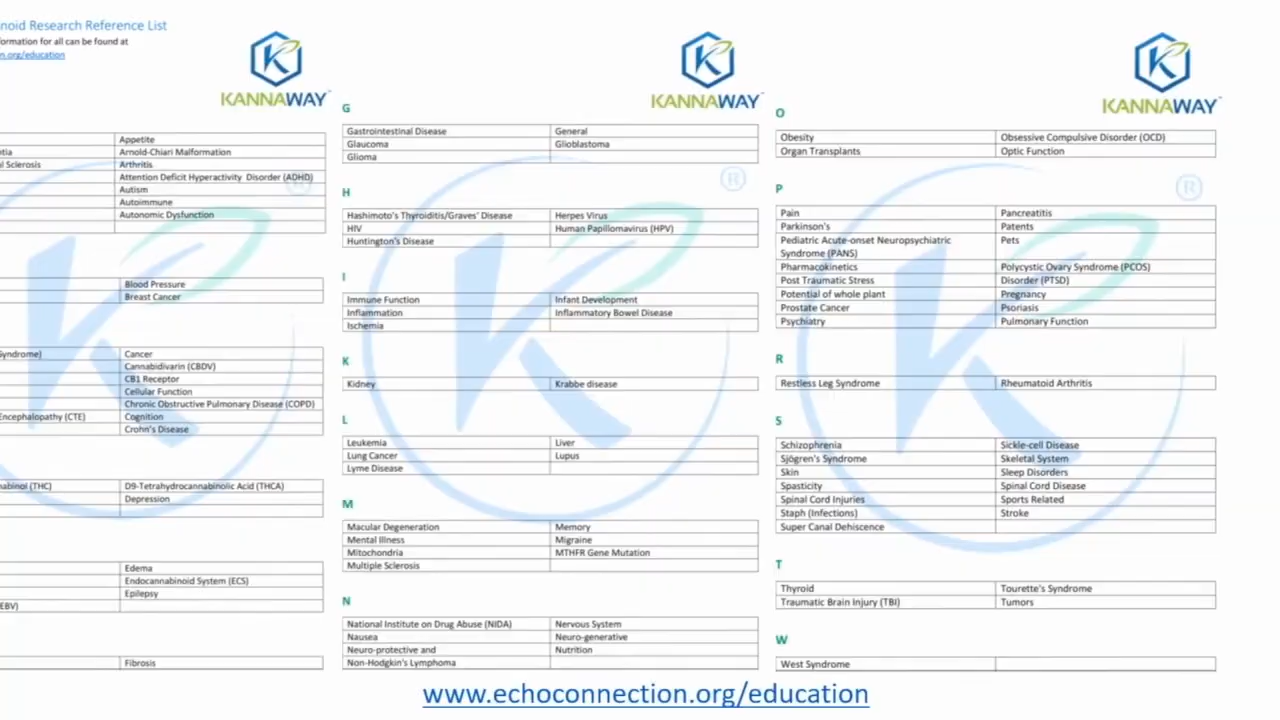 noid Research Reference List
formation for all can be found at
n.org/education
Appetite
tia Arnold-Chiari Malformation
l Sclerosis Arthritis
Attention Deficit Hyperactivity Disorder (ADHD)
Autism
Autoimmune
Autonomic Dysfunction
Blood Pressure
Breast Cancer
Syndrome) Cancer
Cannabidivarin (CBDV)
CB1 Receptor
Cellular Function
Chronic Obstructive Pulmonary Disease (COPD)
Encephalopathy (CTE) Cognition
Crohn's Disease
nabinol (THC) D9-Tetrahydrocannabinolic Acid (THCA)
Depression
Edema
Endocannabinoid System (ECS)
Epilepsy
EBV)
Fibrosis
KANNAWAY
G
Gastrointestinal Disease General
Glaucoma Glioblastoma
Glioma
H
Hashimoto's Thyroiditis/Graves' Disease Herpes Virus
HIV Human Papillomavirus (HPV)
Huntington's Disease
I
Immune Function Infant Development
Inflammation Inflammatory Bowel Disease
Ischemia
K
Kidney Krabbe disease
L
Leukemia Liver
Lung Cancer Lupus
Lyme Disease
M
Macular Degeneration Memory
Mental Illness Migraine
Mitochondria MTHFR Gene Mutation
Multiple Sclerosis
N
National Institute on Drug Abuse (NIDA) Nervous System
Nausea Neuro-generative
Neuro-protective and Nutrition
Non-Hodgkin's Lymphoma
KANNAWAY
O
Obesity Obsessive Compulsive Disorder (OCD)
Organ Transplants Optic Function
P
Pain Pancreatitis
Parkinson's Patents
Pediatric Acute-onset Neuropsychiatric Pets
Syndrome (PANS)
Pharmacokinetics Polycystic Ovary Syndrome (PCOS)
Post Traumatic Stress Disorder (PTSD)
Potential of whole plant Pregnancy
Prostate Cancer Psoriasis
Psychiatry Pulmonary Function
R
Restless Leg Syndrome Rheumatoid Arthritis
S
Schizophrenia Sickle-cell Disease
Sjögren's Syndrome Skeletal System
Skin Sleep Disorders
Spasticity Spinal Cord Disease
Spinal Cord Injuries Sports Related
Staph (Infections) Stroke
Super Canal Dehiscence
T
Thyroid Tourette's Syndrome
Traumatic Brain Injury (TBI) Tumors
W
West Syndrome
KANNAWAY
www.echoconnection.org/education